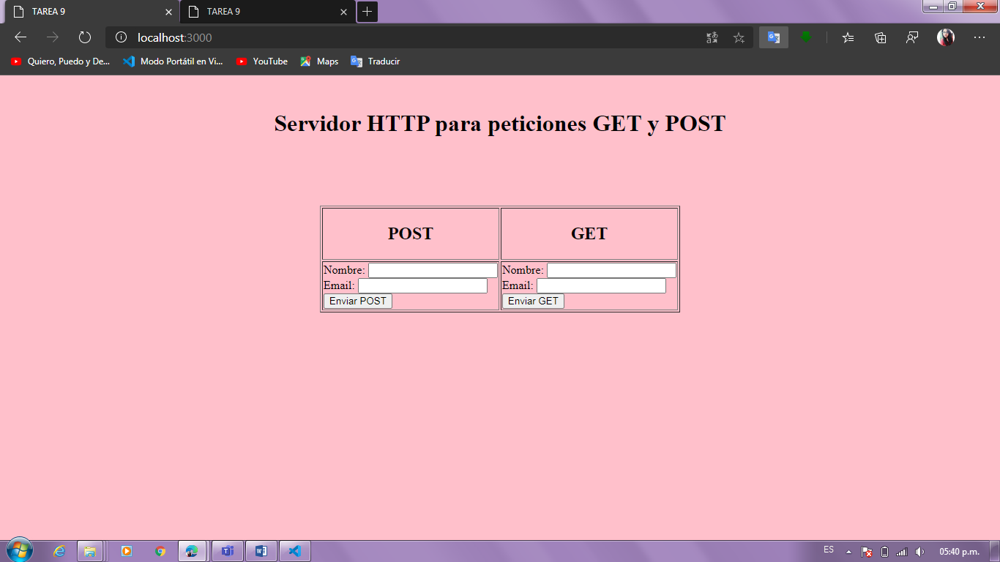 TAREA 9
TAREA 9
localhost:3000
Quiero, Puedo y De... Modo Portátil en Vi... YouTube Maps Traducir
Servidor HTTP para peticiones GET y POST
POST GET
Nombre: Nombre:
Email: Email:
Enviar POST Enviar GET
ES 05:40 p.m.